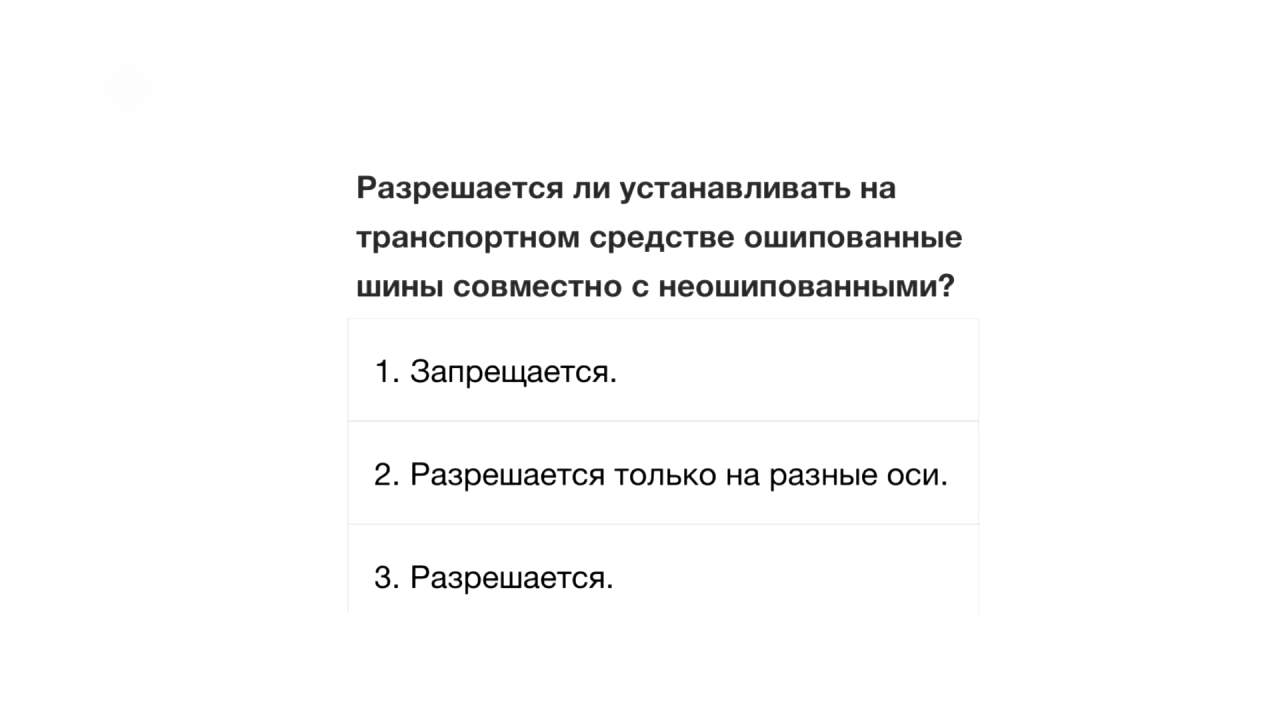 Разрешается ли устанавливать на
транспортном средстве ошипованные
шины совместно с неошипованными?
1. Запрещается.
2. Разрешается только на разные оси.
3. Разрешается.